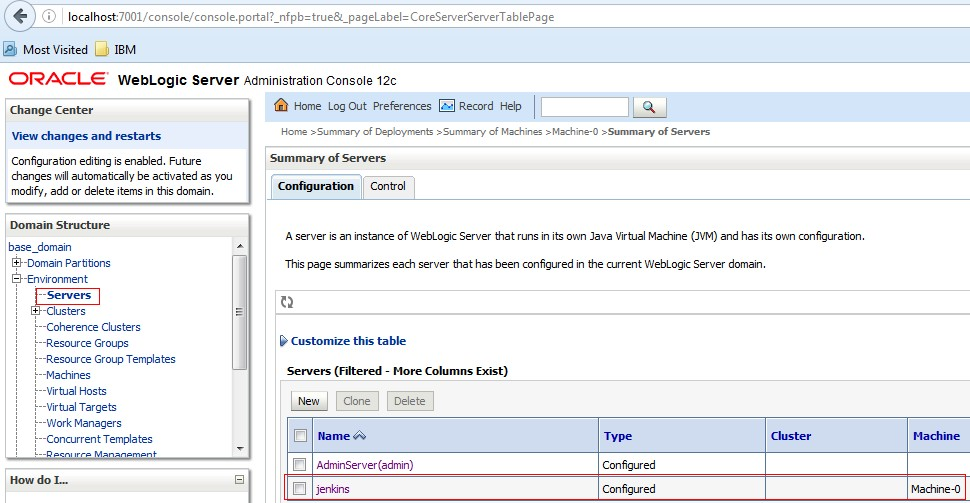 localhost:7001/console/console.portal?_nfpb=true&_pageLabel=CoreServerServerTablePage
Most Visited IBM
ORACLE WebLogic Server Administration Console 12c
Change Center
View changes and restarts
Configuration editing is enabled. Future
changes will automatically be activated as you
modify, add or delete items in this domain.
Domain Structure
base_domain
Domain Partitions
Environment
Servers
Clusters
Coherence Clusters
Resource Groups
Resource Group Templates
Machines
Virtual Hosts
Virtual Targets
Work Managers
Concurrent Templates
Resource Management
How do I...
Home Log Out Preferences Record Help
Home >Summary of Deployments >Summary of Machines >Machine-0 >Summary of Servers
Summary of Servers
Configuration Control
A server is an instance of WebLogic Server that runs in its own Java Virtual Machine (JVM) and has its own configuration.
This page summarizes each server that has been configured in the current WebLogic Server domain.
Customize this table
Servers (Filtered - More Columns Exist)
New Clone Delete
Name Type Cluster Machine
AdminServer(admin) Configured
jenkins Configured Machine-0